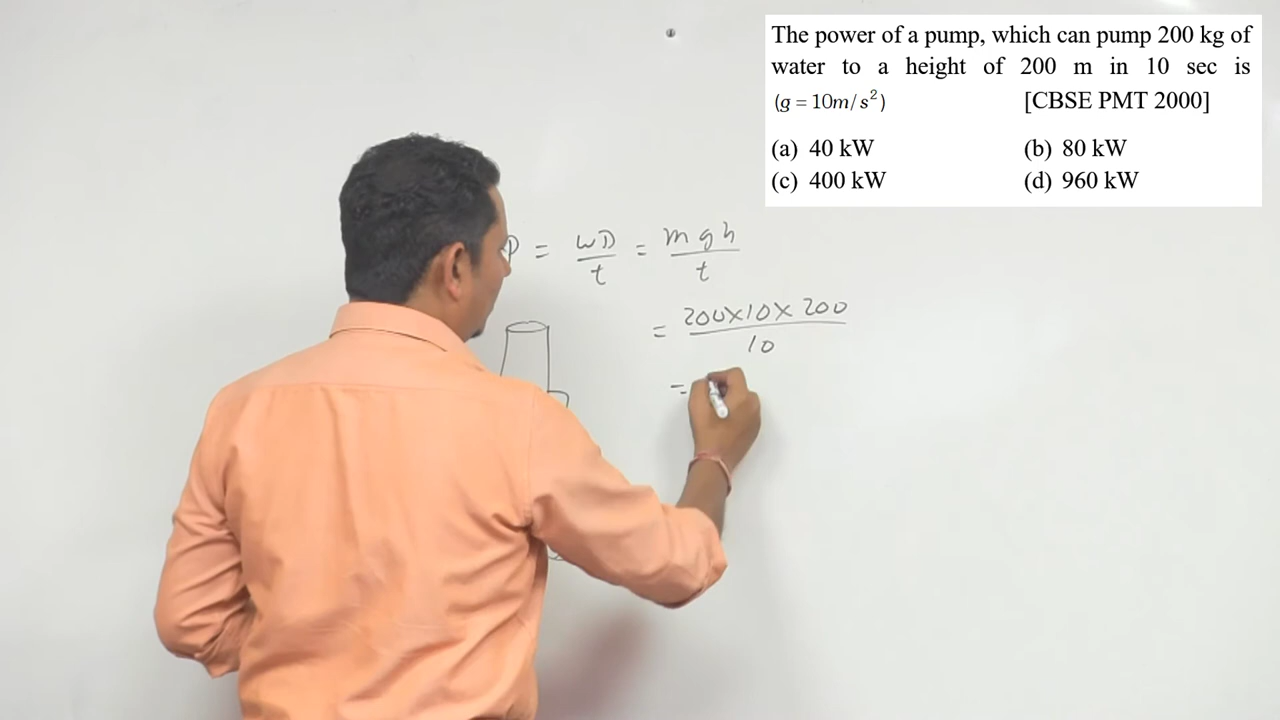 The power of a pump, which can pump 200 kg of
water to a height of 200 m in 10 sec is
(g = 10m/s²) [CBSE PMT 2000]
(a) 40 kW (b) 80 kW
(c) 400 kW (d) 960 kW
P = WD/t = mgh/t
= 200×10×200/10
=